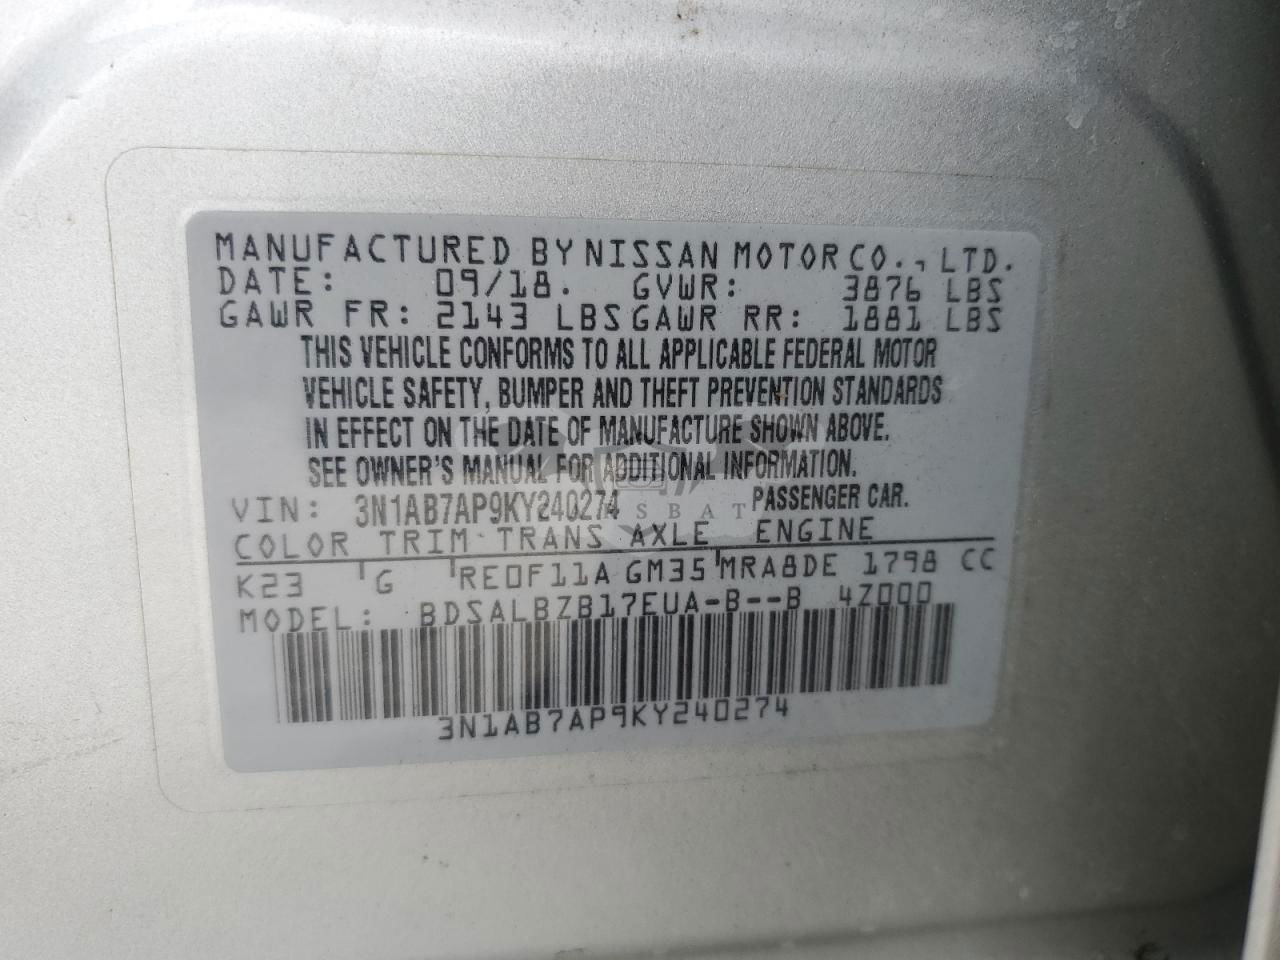 MANUFACTURED BY NISSAN MOTOR CO., LTD.
DATE: 09/18. GVWR: 3876 LBS
GAWR FR: 2143 LBS GAWR RR: 1881 LBS
THIS VEHICLE CONFORMS TO ALL APPLICABLE FEDERAL MOTOR
VEHICLE SAFETY, BUMPER AND THEFT PREVENTION STANDARDS
IN EFFECT ON THE DATE OF MANUFACTURE SHOWN ABOVE.
SEE OWNER'S MANUAL FOR ADDITIONAL INFORMATION.
VIN: 3N1AB7AP9KY240274 PASSENGER CAR.
COLOR TRIM TRANS AXLE ENGINE
K23 G RE0F11A GM35 MRA8DE 1798 CC
MODEL: BDSALBZB17EUA-B--B 4Z000
3N1AB7AP9KY240274